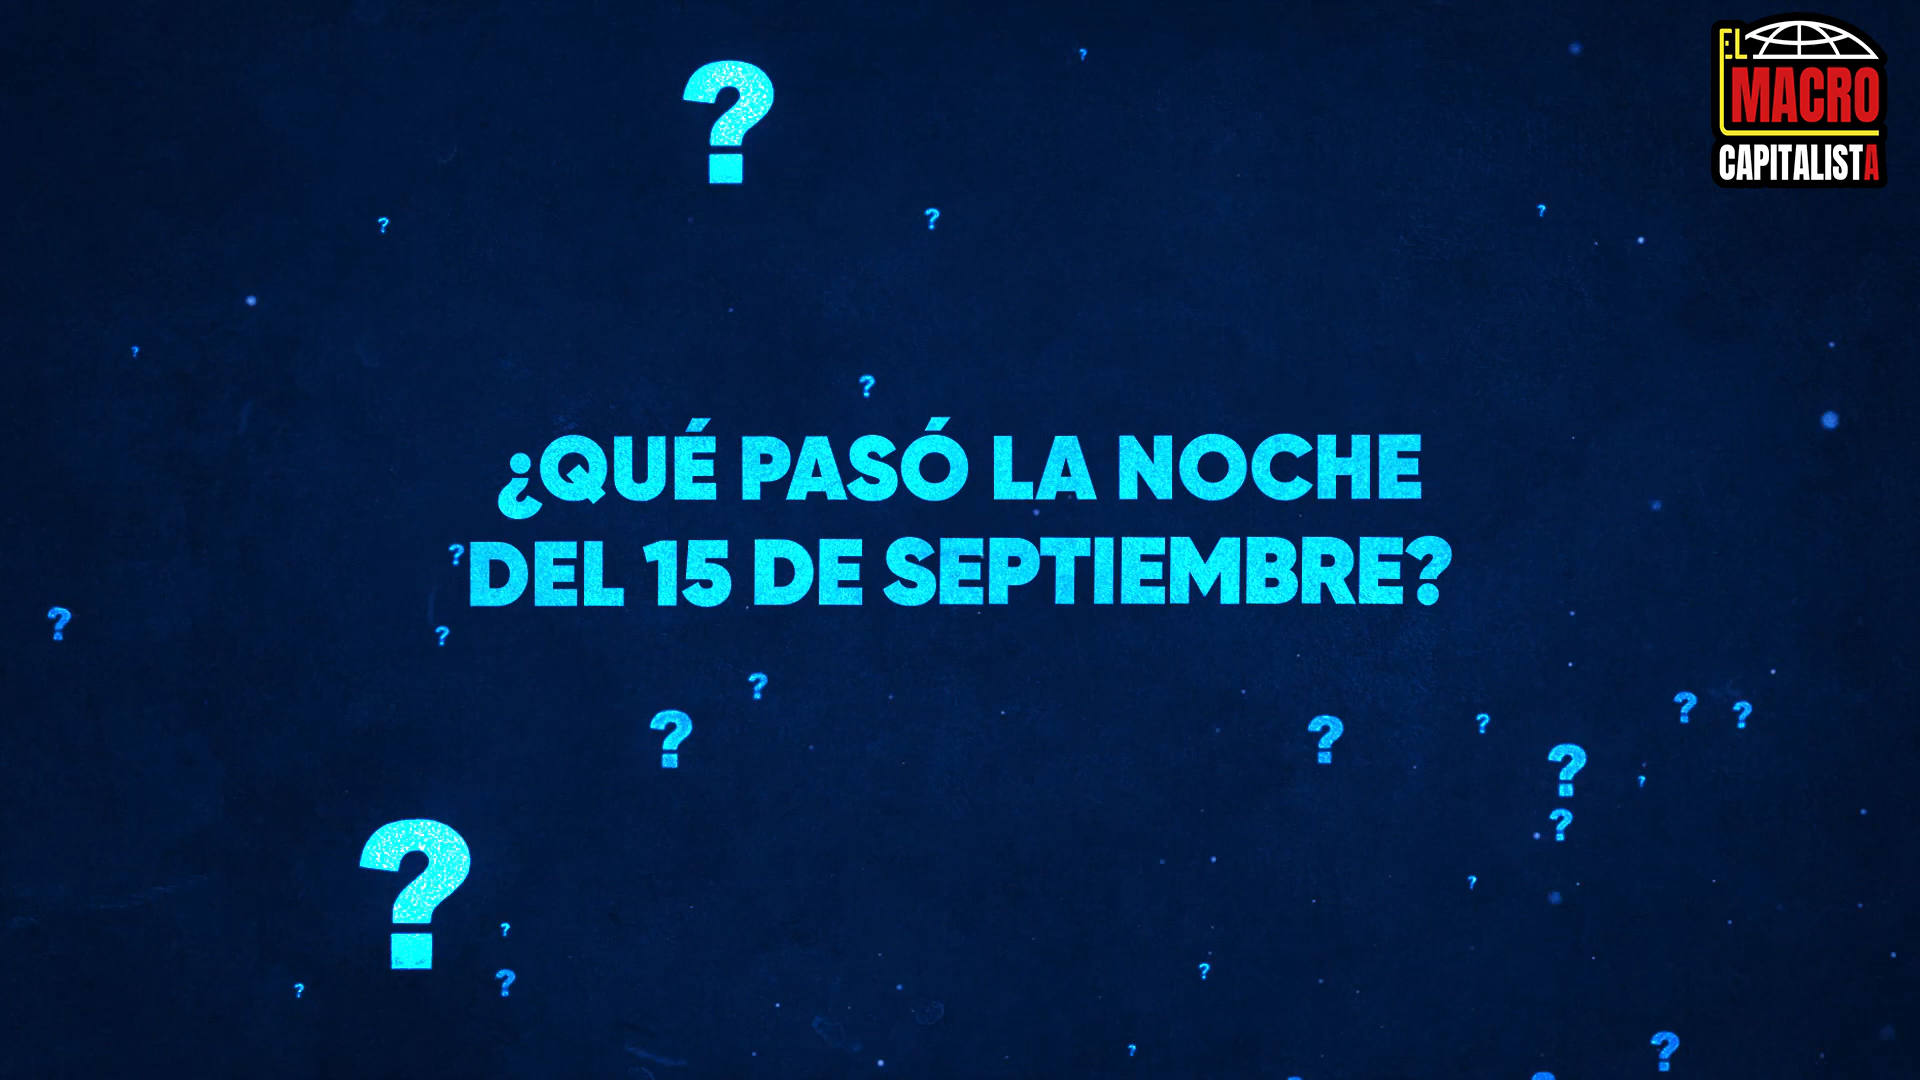 EL
MACRO
CAPITALISTA
¿QUÉ PASÓ LA NOCHE
DEL 15 DE SEPTIEMBRE?